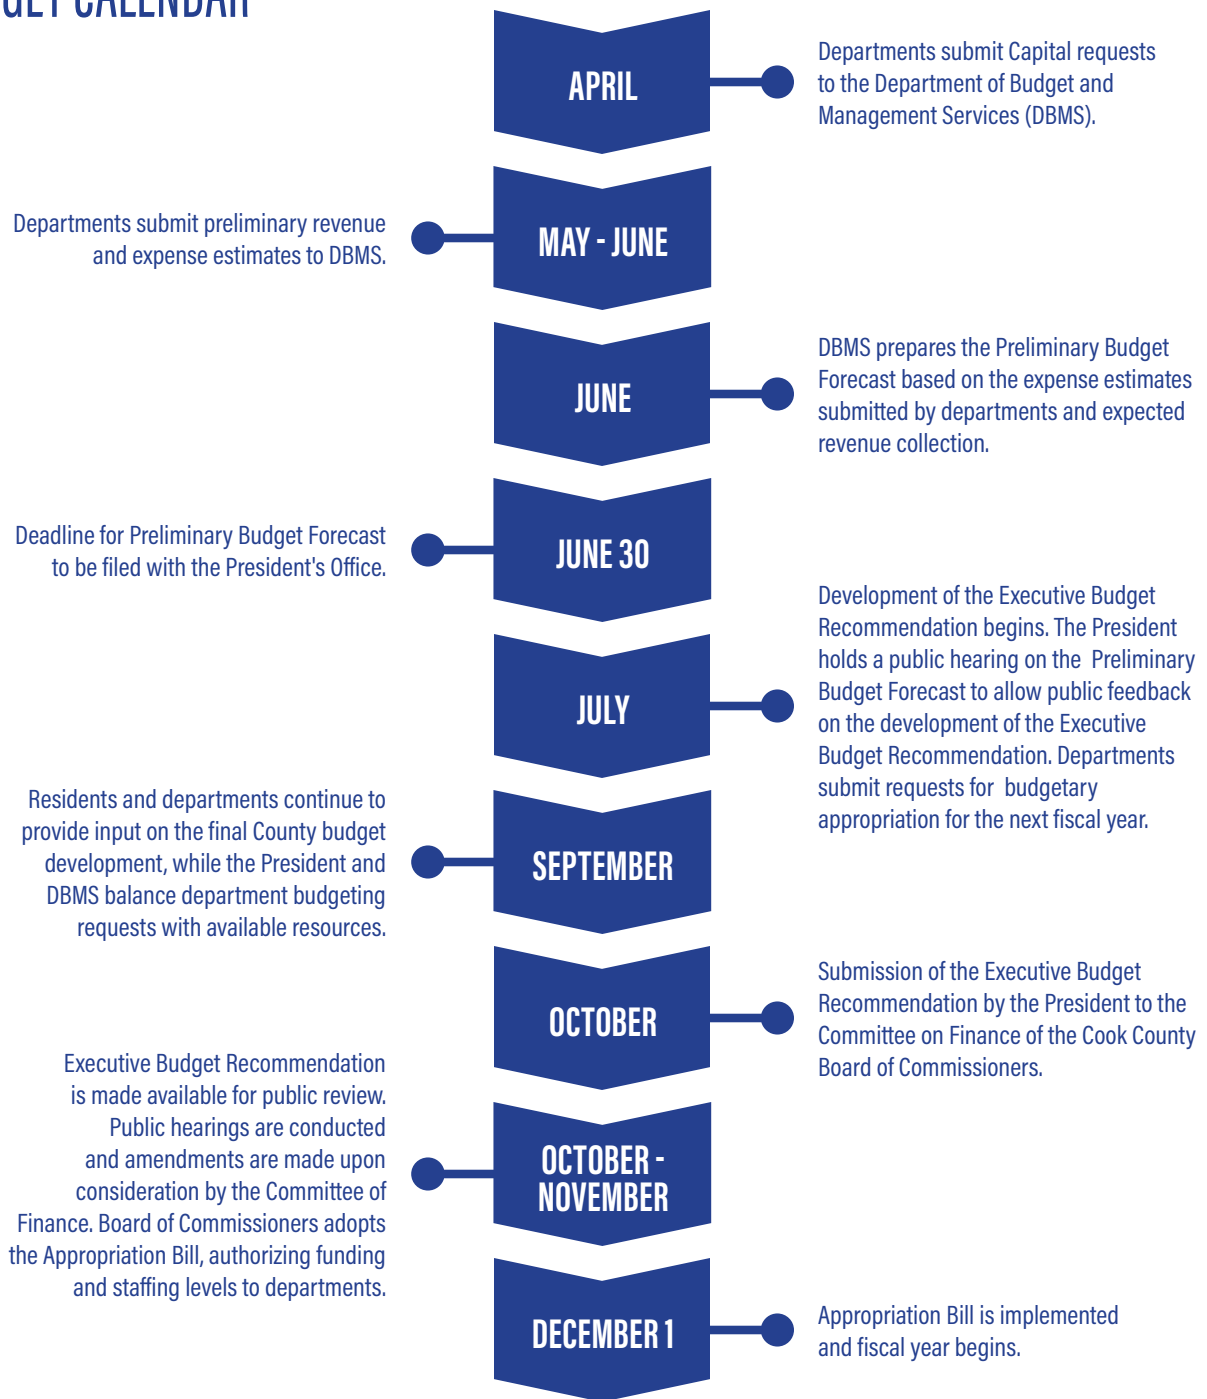 CALENDAR
APRIL
Departments submit Capital requests
to the Department of Budget and
Management Services (DBMS).
MAY - JUNE
Departments submit preliminary revenue
and expense estimates to DBMS.
JUNE
DBMS prepares the Preliminary Budget
Forecast based on the expense estimates
submitted by departments and expected
revenue collection.
JUNE 30
Deadline for Preliminary Budget Forecast
to be filed with the President's Office.
JULY
Development of the Executive Budget
Recommendation begins. The President
holds a public hearing on the Preliminary
Budget Forecast to allow public feedback
on the development of the Executive
Budget Recommendation. Departments
submit requests for budgetary
appropriation for the next fiscal year.
SEPTEMBER
Residents and departments continue to
provide input on the final County budget
development, while the President and
DBMS balance department budgeting
requests with available resources.
OCTOBER
Submission of the Executive Budget
Recommendation by the President to the
Committee on Finance of the Cook County
Board of Commissioners.
OCTOBER -
NOVEMBER
Executive Budget Recommendation
is made available for public review.
Public hearings are conducted
and amendments are made upon
consideration by the Committee of
Finance. Board of Commissioners adopts
the Appropriation Bill, authorizing funding
and staffing levels to departments.
DECEMBER 1
Appropriation Bill is implemented
and fiscal year begins.